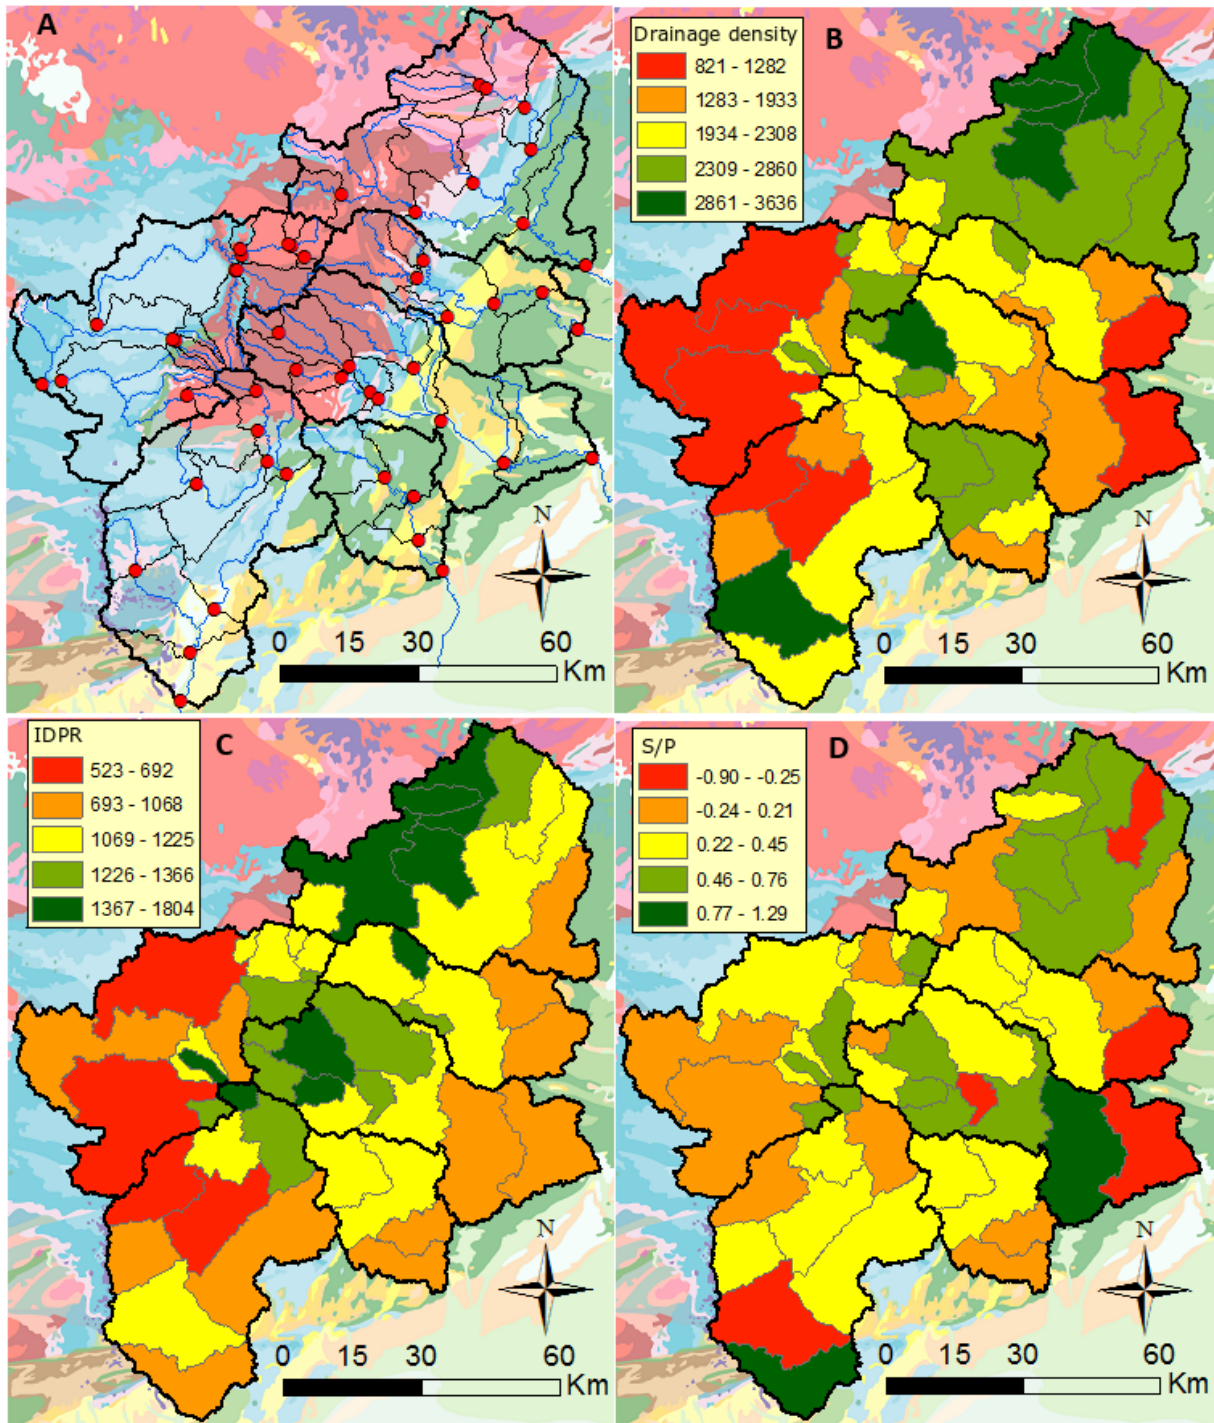 A
N
0 15 30 60
Km
Drainage density
821 - 1282
1283 - 1933
1934 - 2308
2309 - 2860
2861 - 3636
B
N
0 15 30 60
Km
IDPR
523 - 692
693 - 1068
1069 - 1225
1226 - 1366
1367 - 1804
C
N
0 15 30 60
Km
S/P
-0.90 - -0.25
-0.24 - 0.21
0.22 - 0.45
0.46 - 0.76
0.77 - 1.29
D
N
0 15 30 60
Km